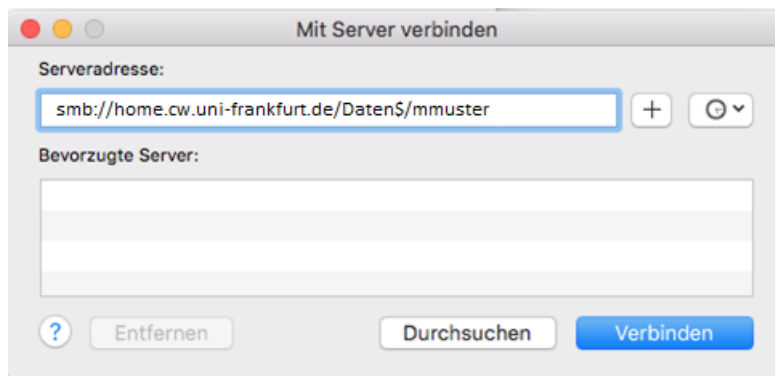 Mit Server verbinden
Serveradresse:
smb://home.cw.uni-frankfurt.de/Daten$/mmuster
Bevorzugte Server:
? Entfernen Durchsuchen Verbinden